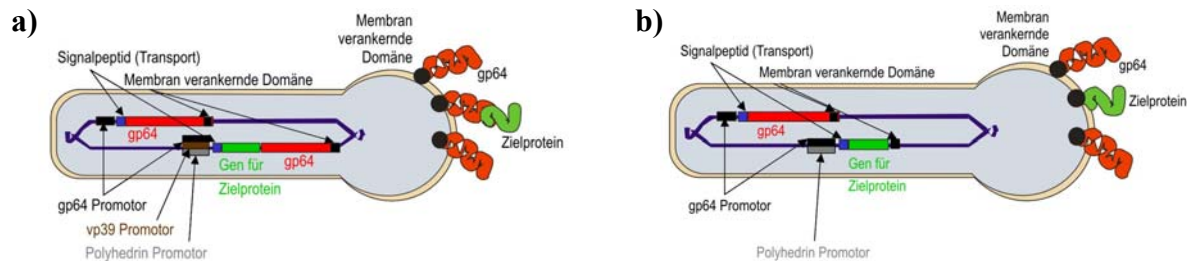 a)
Signalpeptid (Transport)
Membran verankernde Domäne
Membran
verankernde
Domäne
gp64
gp64
Gen für
Zielprotein
gp64
Zielprotein
gp64 Promotor
vp39 Promotor
Polyhedrin Promotor
b)
Signalpeptid (Transport)
Membran verankernde Domäne
Membran
verankernde
Domäne
gp64
gp64
Gen für
Zielprotein
Zielprotein
gp64 Promotor
Polyhedrin Promotor